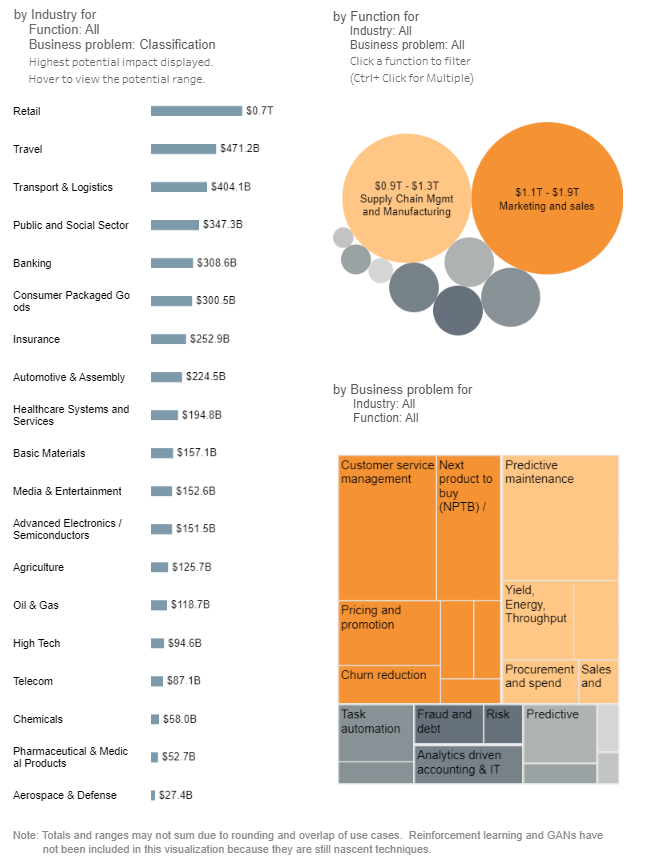 by Industry for
Function: All
Business problem: Classification
Highest potential impact displayed.
Hover to view the potential range.
Retail
$0.7T
Travel
$471.2B
Transport & Logistics
$404.1B
Public and Social Sector
$347.3B
Banking
$308.6B
Consumer Packaged Go
ods
$300.5B
Insurance
$252.9B
Automotive & Assembly
$224.5B
Healthcare Systems and
Services
$194.8B
Basic Materials
$157.1B
Media & Entertainment
$152.6B
Advanced Electronics /
Semiconductors
$151.5B
Agriculture
$125.7B
Oil & Gas
$118.7B
High Tech
$94.6B
Telecom
$87.1B
Chemicals
$58.0B
Pharmaceutical & Medic
al Products
$52.7B
Aerospace & Defense
$27.4B
by Function for
Industry: All
Business problem: All
Click a function to filter
(Ctrl+ Click for Multiple)
$0.9T - $1.3T
Supply Chain Mgmt
and Manufacturing
$1.1T - $1.9T
Marketing and sales
by Business problem for
Industry: All
Function: All
Customer service
management
Next
product to
buy
(NPTB) /
Predictive
maintenance
Yield,
Energy,
Throughput
Pricing and
promotion
Churn reduction
Procurement
and spend
Sales
and
Task
automation
Fraud and
debt
Risk
Predictive
Analytics driven
accounting & IT
Note: Totals and ranges may not sum due to rounding and overlap of use cases. Reinforcement learning and GANs have
not been included in this visualization because they are still nascent techniques.